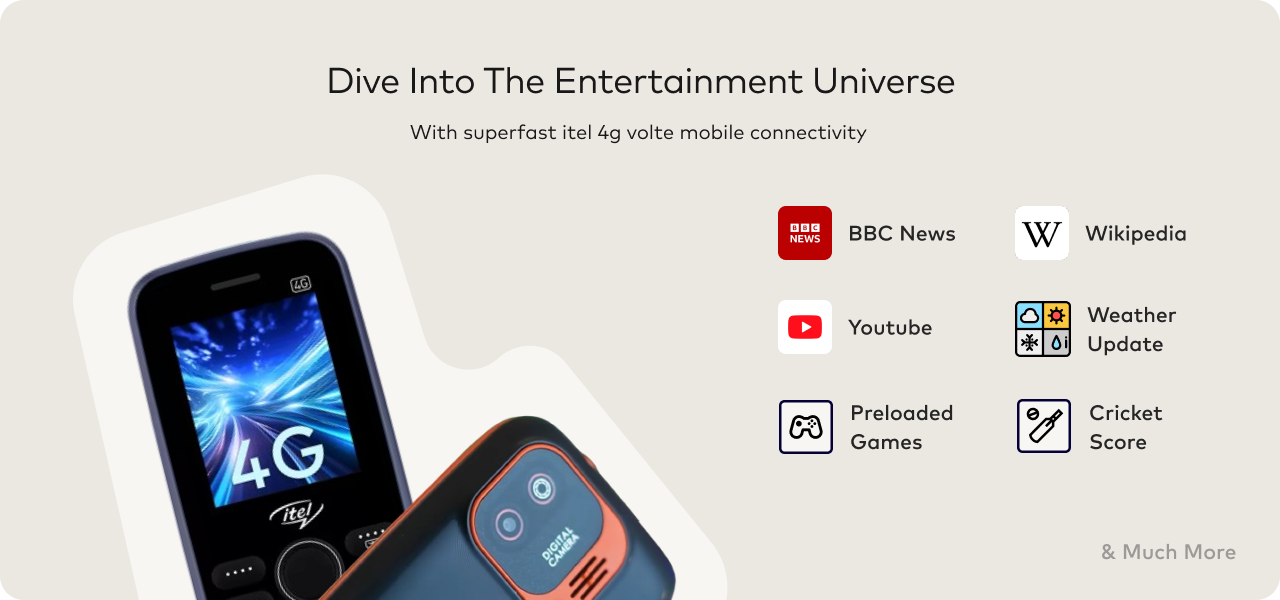 Dive Into The Entertainment Universe
With superfast itel 4g volte mobile connectivity
4G
4G
itel
DIGITAL
CAMERA
BBC
NEWS
BBC News
W
Wikipedia
Youtube
Weather
Update
Preloaded
Games
Cricket
Score
& Much More